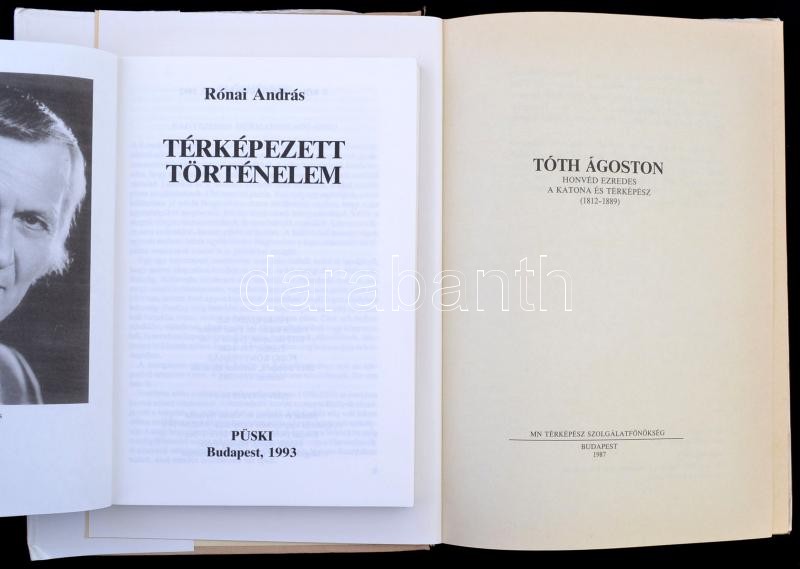 Rónai András
TÉRKÉPEZETT
TÖRTÉNELEM
PÜSKI
Budapest, 1993
TÓTH ÁGOSTON
HONVÉD EZREDES
A KATONA ÉS TÉRKÉPÉSZ
(1812–1889)
MN TÉRKÉPÉSZ SZOLGÁLATFŐNÖKSÉG
BUDAPEST
1987
darabanth